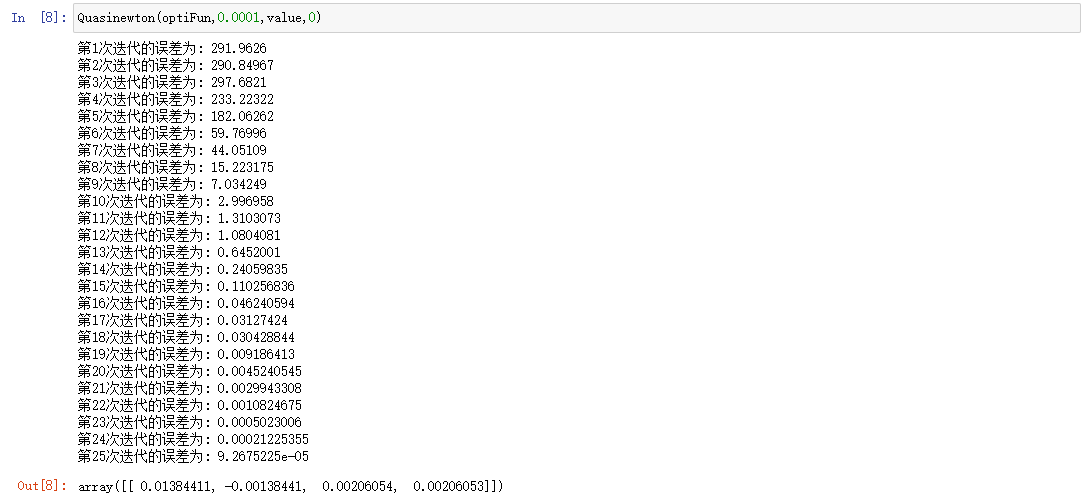 In [8]: Quasinewton(optiFun,0.0001,value,0)
第1次迭代的误差为: 291.9626
第2次迭代的误差为: 290.84967
第3次迭代的误差为: 297.6821
第4次迭代的误差为: 233.22322
第5次迭代的误差为: 182.06262
第6次迭代的误差为: 59.76996
第7次迭代的误差为: 44.05109
第8次迭代的误差为: 15.223175
第9次迭代的误差为: 7.034249
第10次迭代的误差为: 2.996958
第11次迭代的误差为: 1.3103073
第12次迭代的误差为: 1.0804081
第13次迭代的误差为: 0.6452001
第14次迭代的误差为: 0.24059835
第15次迭代的误差为: 0.110256836
第16次迭代的误差为: 0.046240594
第17次迭代的误差为: 0.03127424
第18次迭代的误差为: 0.030428844
第19次迭代的误差为: 0.009186413
第20次迭代的误差为: 0.0045240545
第21次迭代的误差为: 0.0029943308
第22次迭代的误差为: 0.0010824675
第23次迭代的误差为: 0.0005023006
第24次迭代的误差为: 0.00021225355
第25次迭代的误差为: 9.2675225e-05
Out[8]: array([[ 0.01384411, -0.00138441,  0.00206054,  0.00206053]])